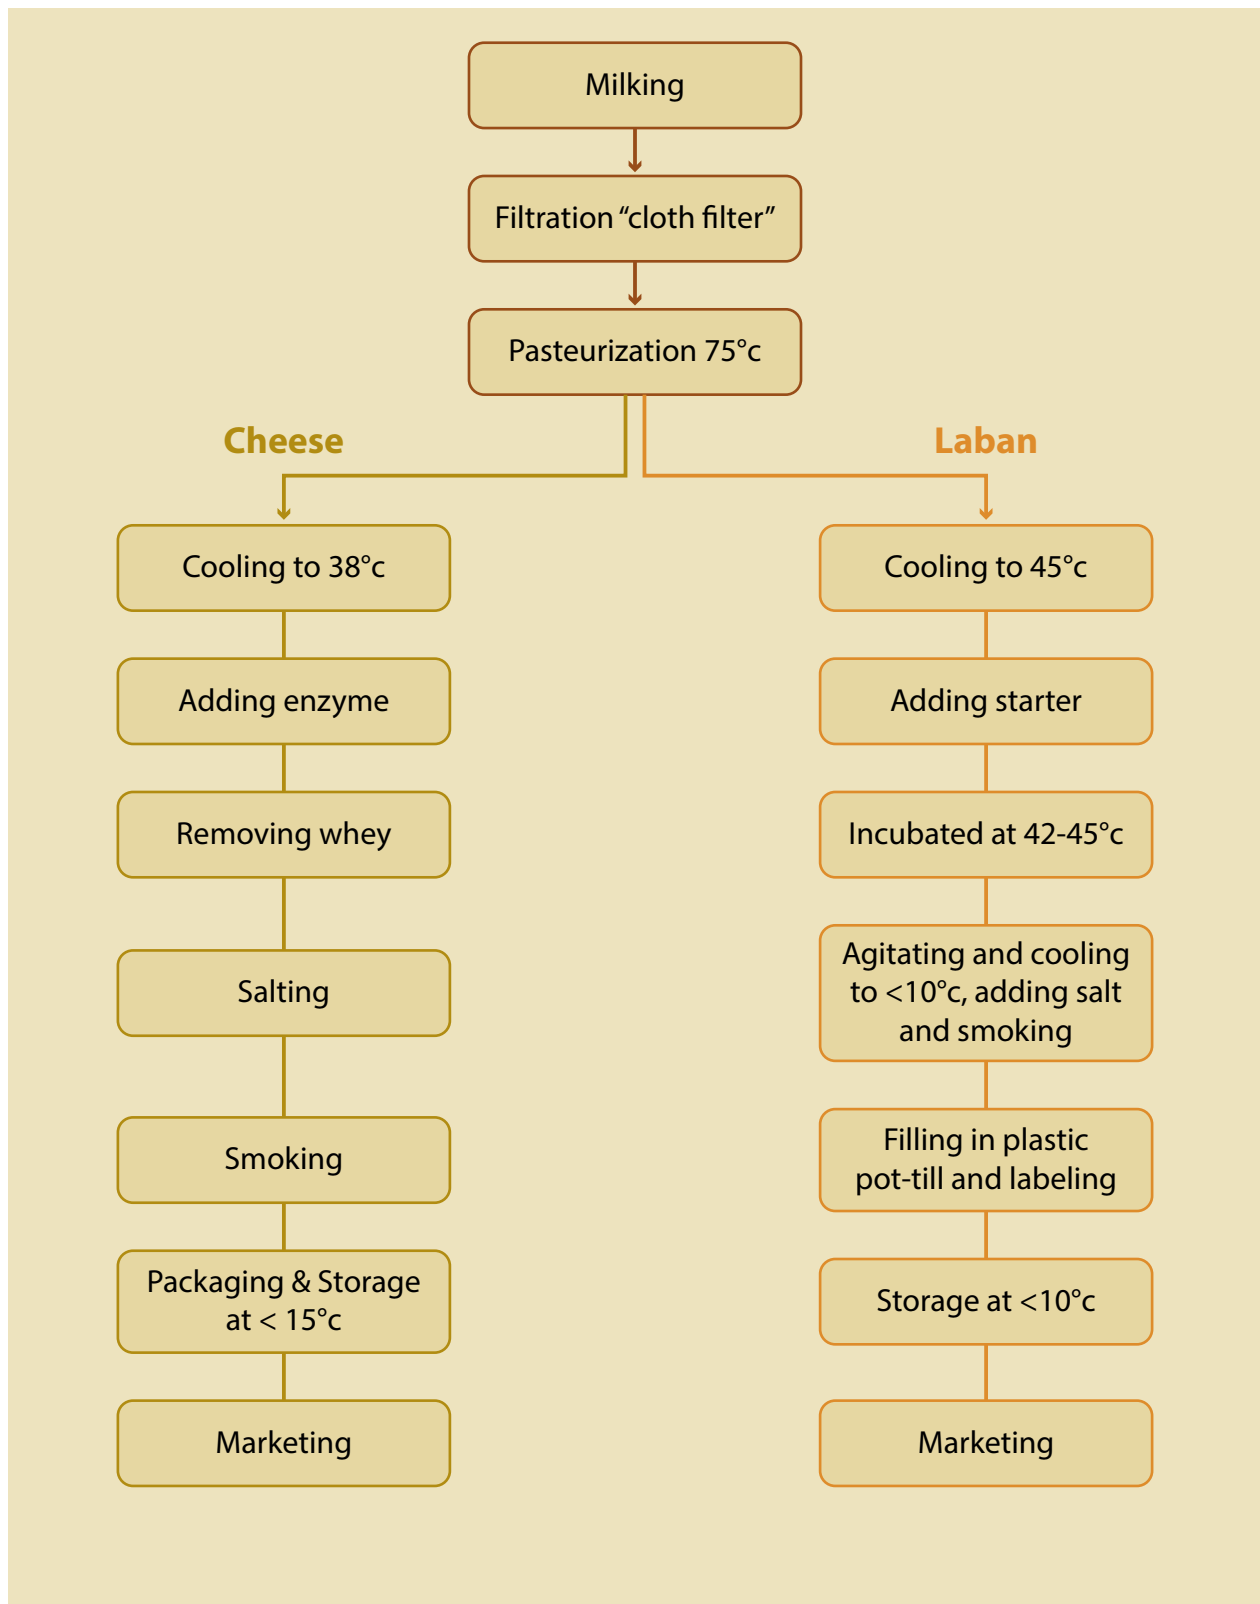 Milking
Filtration “cloth filter”
Pasteurization 75°c
Cheese
Cooling to 38°c
Adding enzyme
Removing whey
Salting
Smoking
Packaging & Storage
at < 15°c
Marketing
Laban
Cooling to 45°c
Adding starter
Incubated at 42-45°c
Agitating and cooling
to <10°c, adding salt
and smoking
Filling in plastic
pot-till and labeling
Storage at <10°c
Marketing